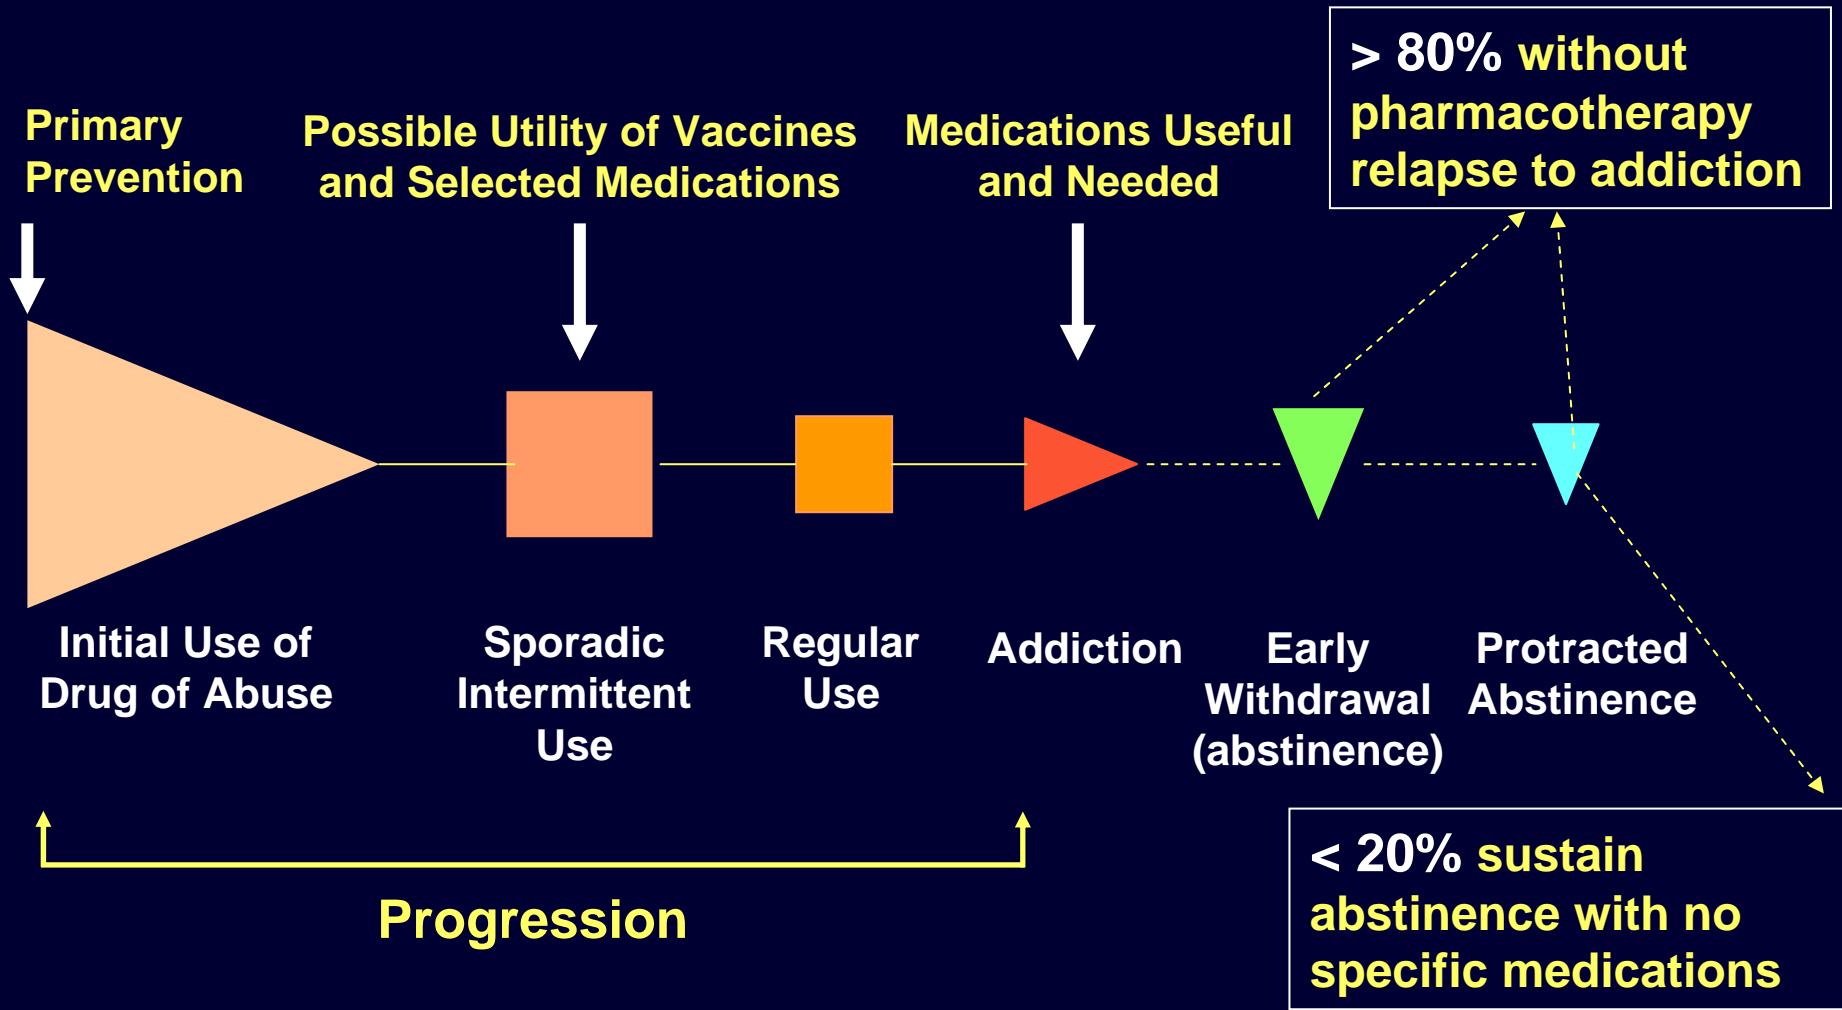 Primary
Prevention
Possible Utility of Vaccines
and Selected Medications
Medications Useful
and Needed
> 80% without
pharmacotherapy
relapse to addiction
Initial Use of
Drug of Abuse
Sporadic
Intermittent
Use
Regular
Use
Addiction
Early
Withdrawal
(abstinence)
Protracted
Abstinence
Progression
< 20% sustain
abstinence with no
specific medications